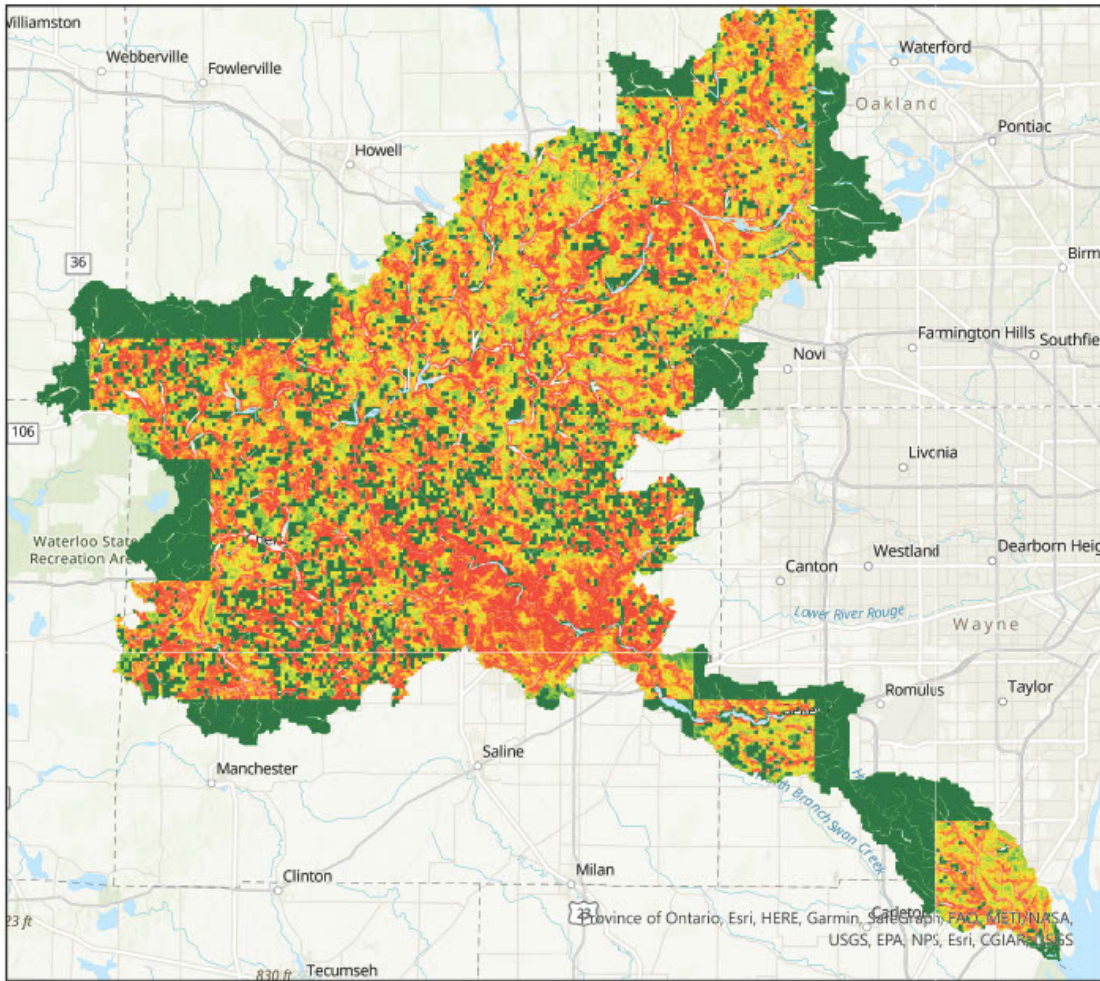 Williamston
Webberville
Fowlerville
Waterford
Oakland
Pontiac
Howell
36
Birm
Farmington Hills
Southfie
Novi
106
Livonia
Waterloo State
Recreation Area
Westland
Dearborn Heig
Canton
Lower River Rouge
Wayne
Romulus
Taylor
Saline
Manchester
Branch Swan Creek
Milan
Clinton
23
23 ft
Carleton
Province of Ontario, Esri, HERE, Garmin, SafeGraph, FAO, METI/NASA,
USGS, EPA, NPS, Esri, CGIAR, USGS
830 ft
Tecumseh